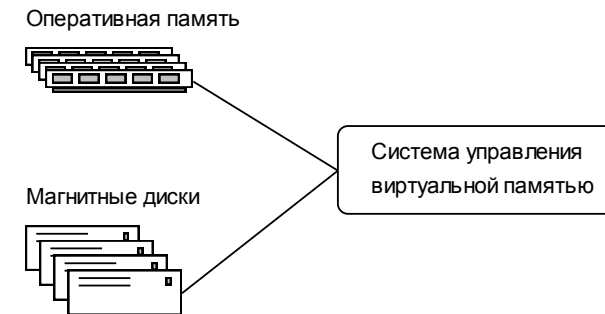 Оперативная память
Система управления
виртуальной памятью
Магнитные диски